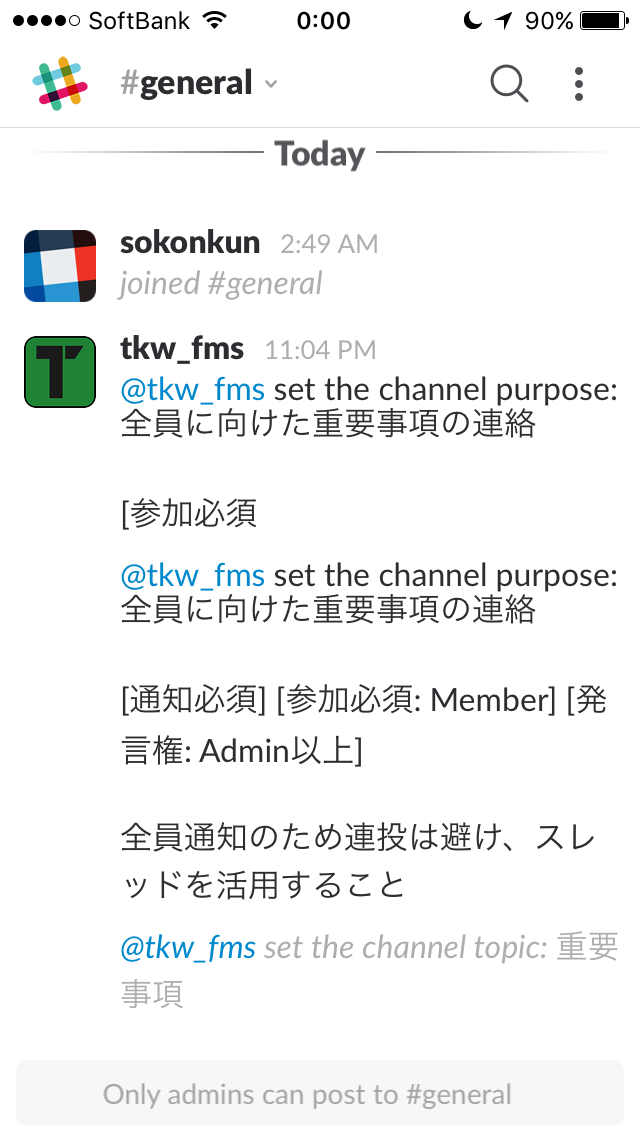 SoftBank 0:00 90%
#general
Today
sokonkun 2:49 AM
joined #general
tkw_fms 11:04 PM
@tkw_fms set the channel purpose:
全員に向けた重要事項の連絡
[参加必須
@tkw_fms set the channel purpose:
全員に向けた重要事項の連絡
[通知必須] [参加必須: Member] [発
言権: Admin以上]
全員通知のため連投は避け、スレ
ッドを活用すること
@tkw_fms set the channel topic: 重要
事項
Only admins can post to #general